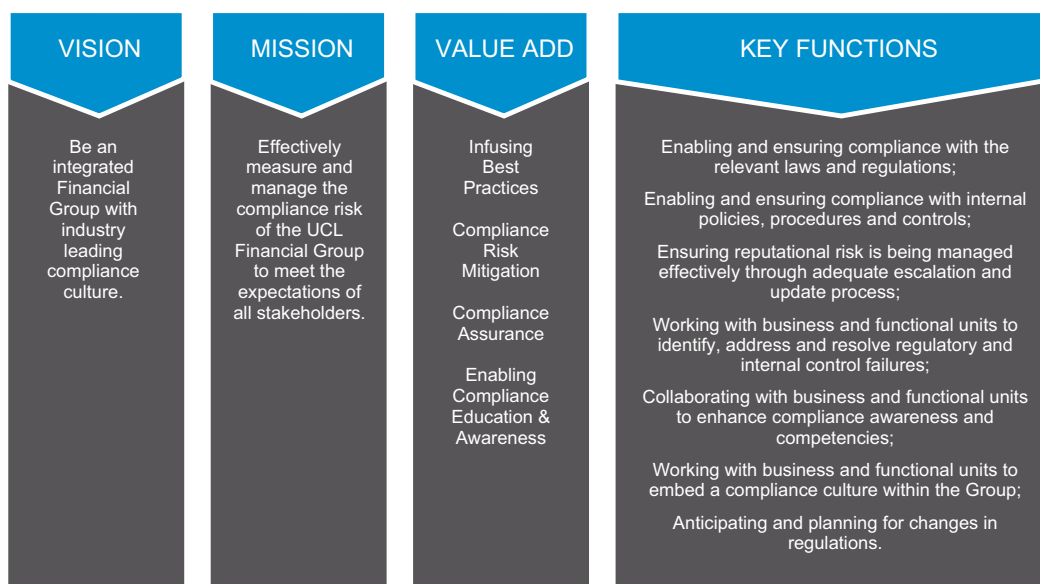 VISION
Be an
integrated
Financial
Group with
industry
leading
compliance
culture.
MISSION
Effectively
measure and
manage the
compliance risk
of the UCL
Financial Group
to meet the
expectations of
all stakeholders.
VALUE ADD
Infusing
Best
Practices
Compliance
Risk
Mitigation
Compliance
Assurance
Enabling
Compliance
Education &
Awareness
KEY FUNCTIONS
Enabling and ensuring compliance with the
relevant laws and regulations;
Enabling and ensuring compliance with internal
policies, procedures and controls;
Ensuring reputational risk is being managed
effectively through adequate escalation and
update process;
Working with business and functional units to
identify, address and resolve regulatory and
internal control failures;
Collaborating with business and functional units
to enhance compliance awareness and
competencies;
Working with business and functional units to
embed a compliance culture within the Group;
Anticipating and planning for changes in
regulations.